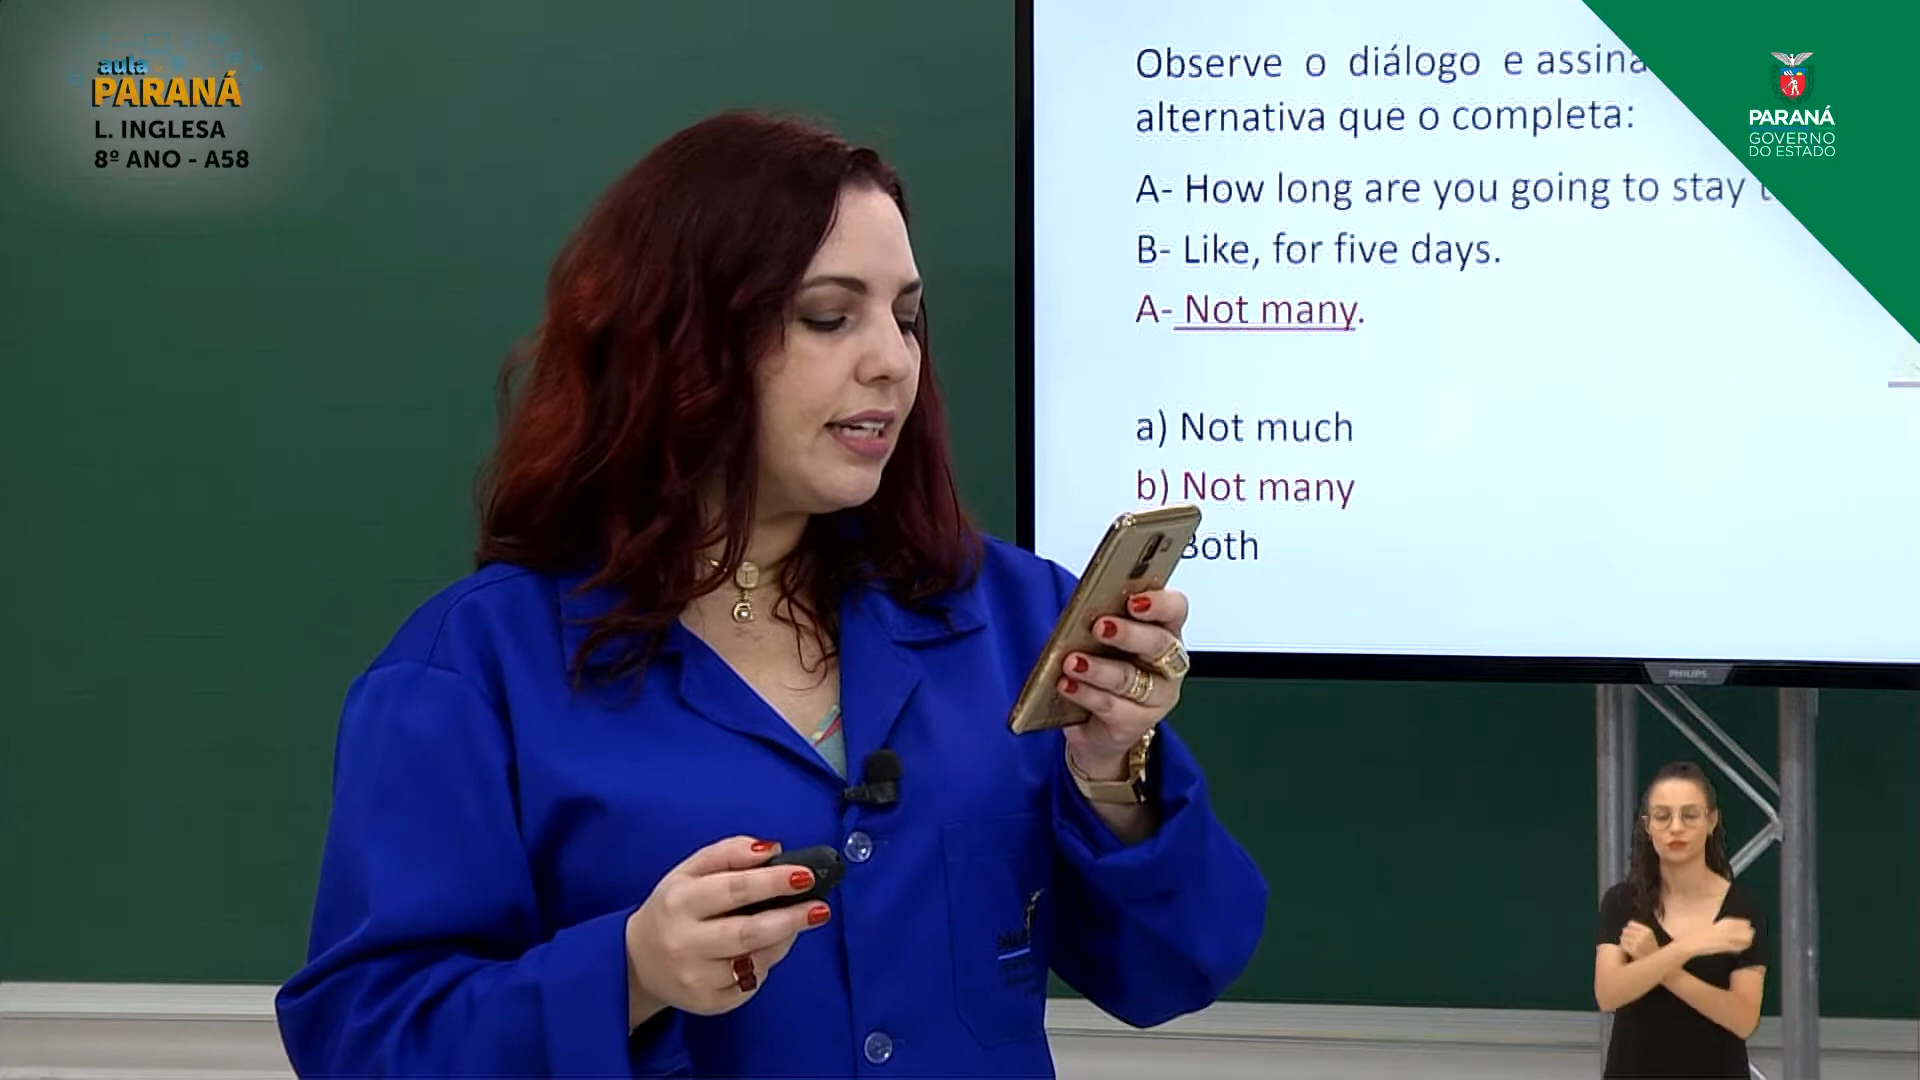 aula
PARANÁ
L. INGLESA
8º ANO - A58
Observe o diálogo e assina
alternativa que o completa:
A- How long are you going to stay
B- Like, for five days.
A- Not many.
a) Not much
b) Not many
Both
PARANÁ
GOVERNO
DO ESTADO
PHILIPS